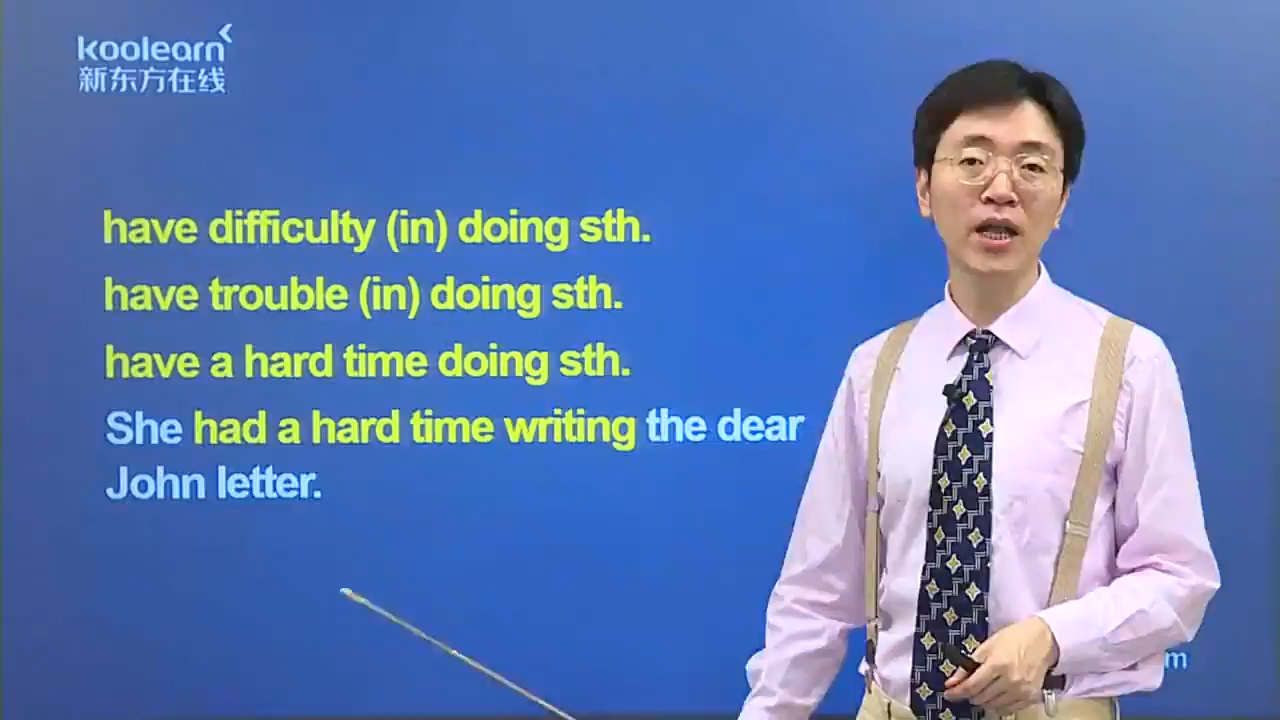 koolearn
新东方在线
have difficulty (in) doing sth.
have trouble (in) doing sth.
have a hard time doing sth.
She had a hard time writing the dear
John letter.
m